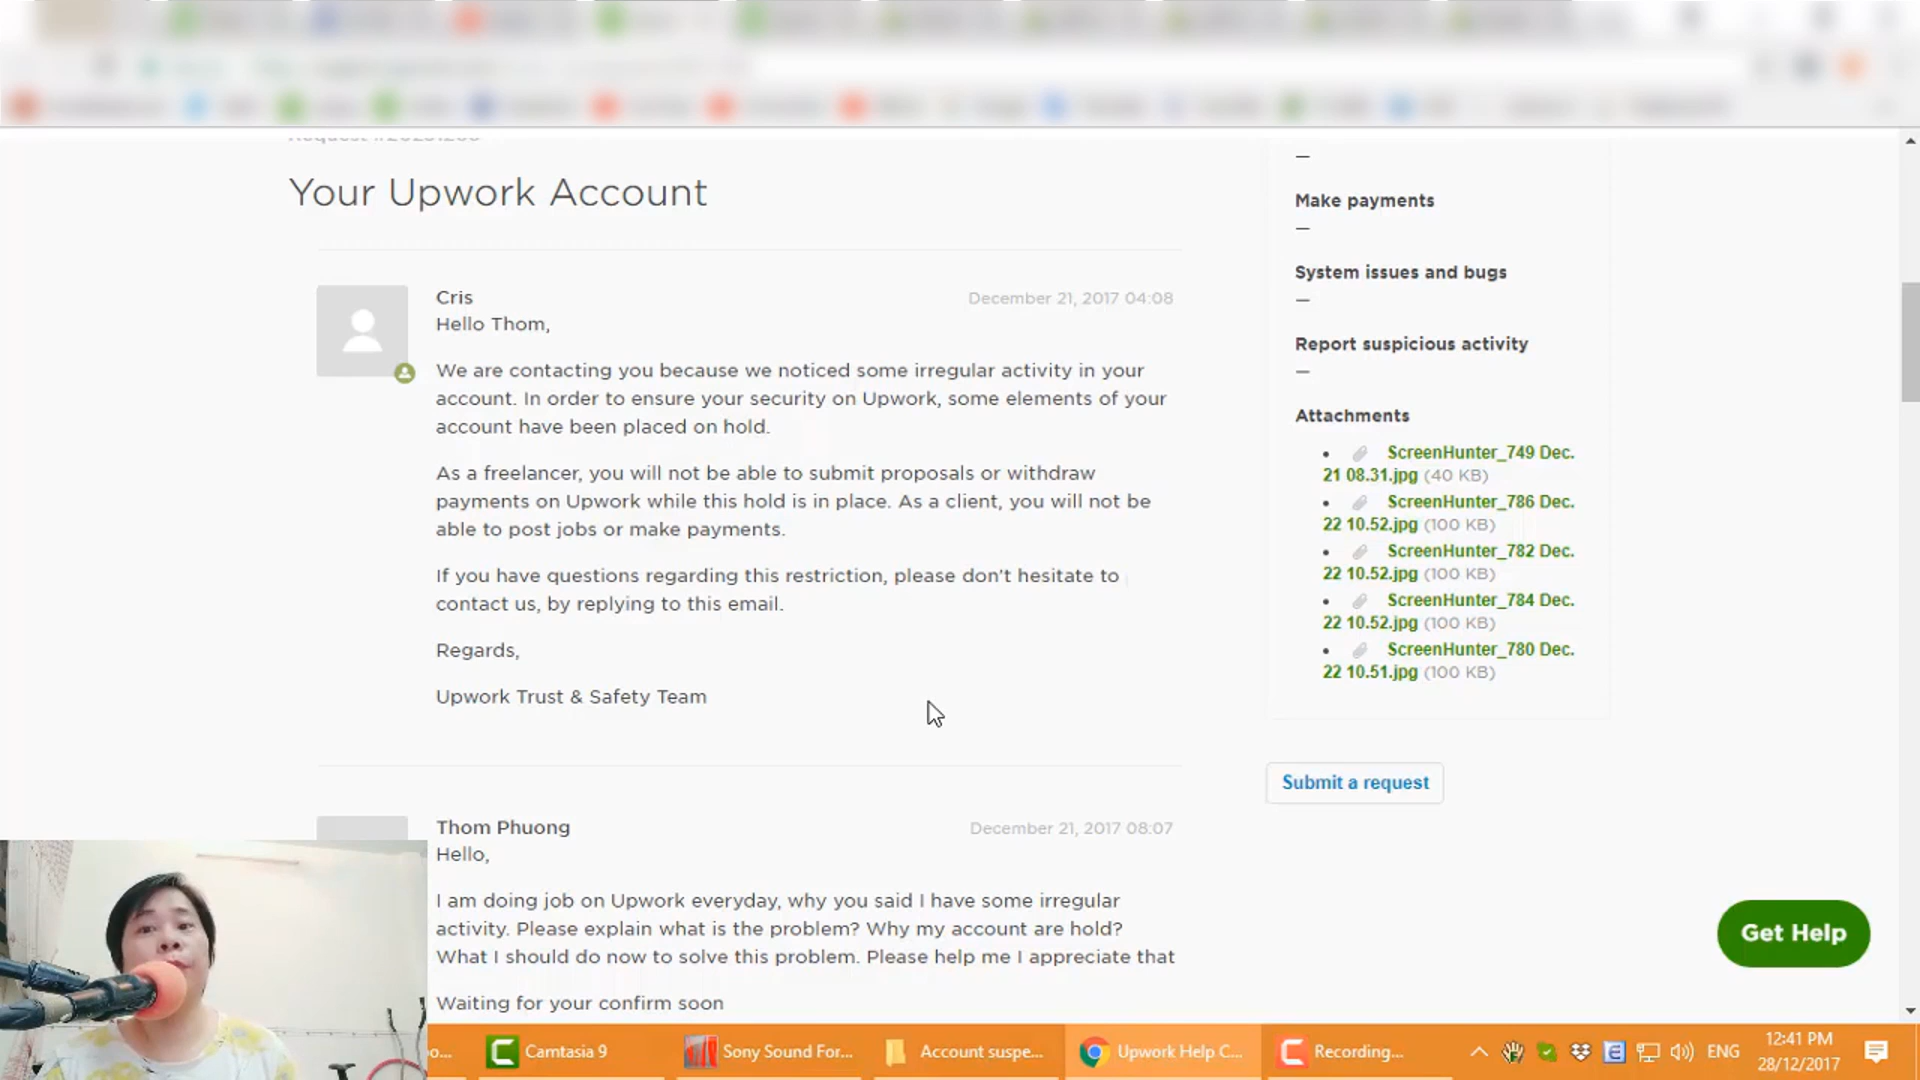 Your Upwork Account
Cris
December 21, 2017 04:08
Hello Thom,
We are contacting you because we noticed some irregular activity in your
account. In order to ensure your security on Upwork, some elements of your
account have been placed on hold.
As a freelancer, you will not be able to submit proposals or withdraw
payments on Upwork while this hold is in place. As a client, you will not be
able to post jobs or make payments.
If you have questions regarding this restriction, please don't hesitate to
contact us, by replying to this email.
Regards,
Upwork Trust & Safety Team
Thom Phuong
December 21, 2017 08:07
Hello,
I am doing job on Upwork everyday, why you said I have some irregular
activity. Please explain what is the problem? Why my account are hold?
What I should do now to solve this problem. Please help me I appreciate that
Waiting for your confirm soon
—
Make payments
—
System issues and bugs
—
Report suspicious activity
—
Attachments
ScreenHunter_749 Dec.
21 08.31.jpg (40 KB)
ScreenHunter_786 Dec.
22 10.52.jpg (100 KB)
ScreenHunter_782 Dec.
22 10.52.jpg (100 KB)
ScreenHunter_784 Dec.
22 10.52.jpg (100 KB)
ScreenHunter_780 Dec.
22 10.51.jpg (100 KB)
Submit a request
Get Help
o...
Camtasia 9
Sony Sound For...
Account suspe...
Upwork Help C...
Recording...
ENG
12:41 PM
28/12/2017